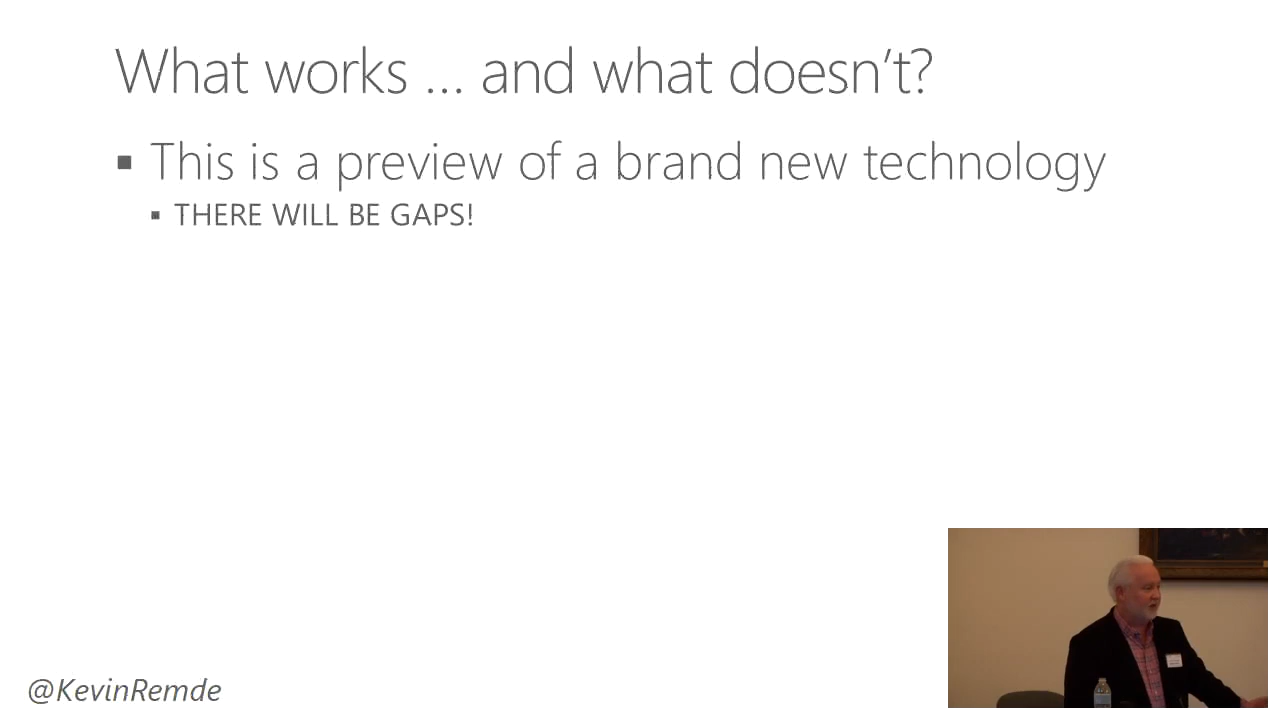 What works ... and what doesn't?
▪ This is a preview of a brand new technology
▪ THERE WILL BE GAPS!
@KevinRemde